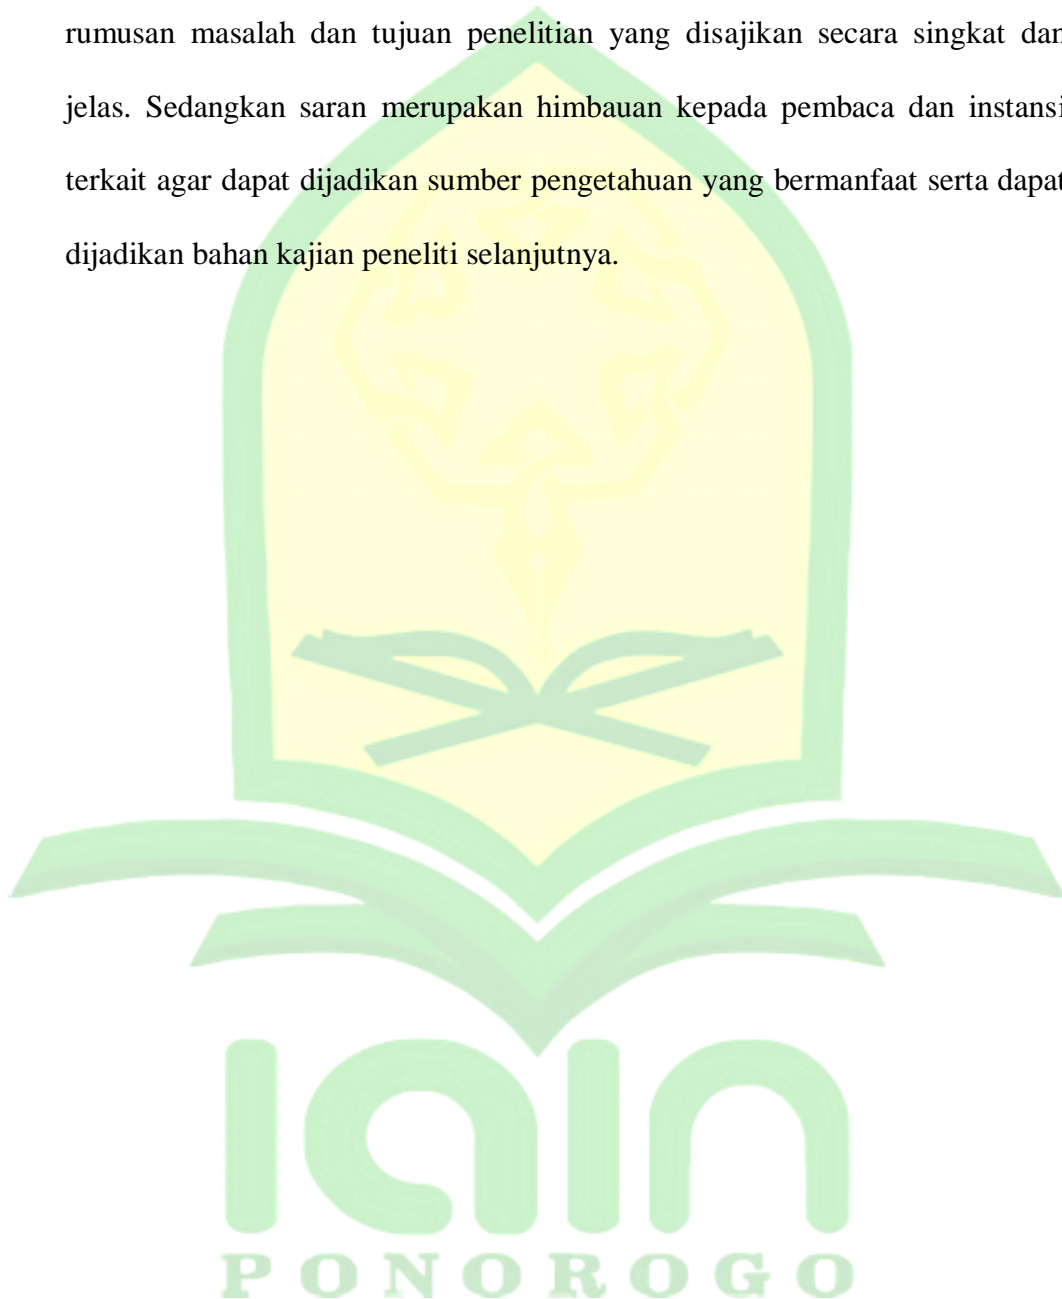 rumusan masalah dan tujuan penelitian yang disajikan secara singkat dan
jelas. Sedangkan saran merupakan himbauan kepada pembaca dan instansi
terkait agar dapat dijadikan sumber pengetahuan yang bermanfaat serta dapat
dijadikan bahan kajian peneliti selanjutnya.
IAIN
PONOROGO